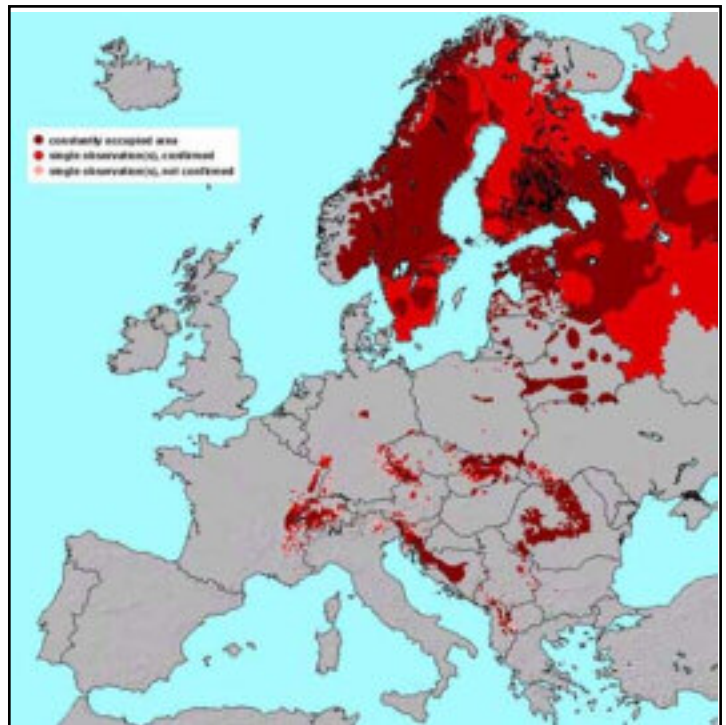 constantly occupied area
single observation(s), confirmed
single observation(s), not confirmed